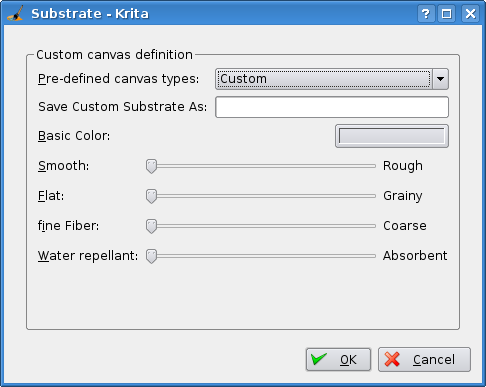 Substrate - Krita
Custom canvas definition
Pre-defined canvas types: Custom
Save Custom Substrate As:
Basic Color:
Smooth: Rough
Flat: Grainy
fine Fiber: Coarse
Water repellant: Absorbent
OK Cancel